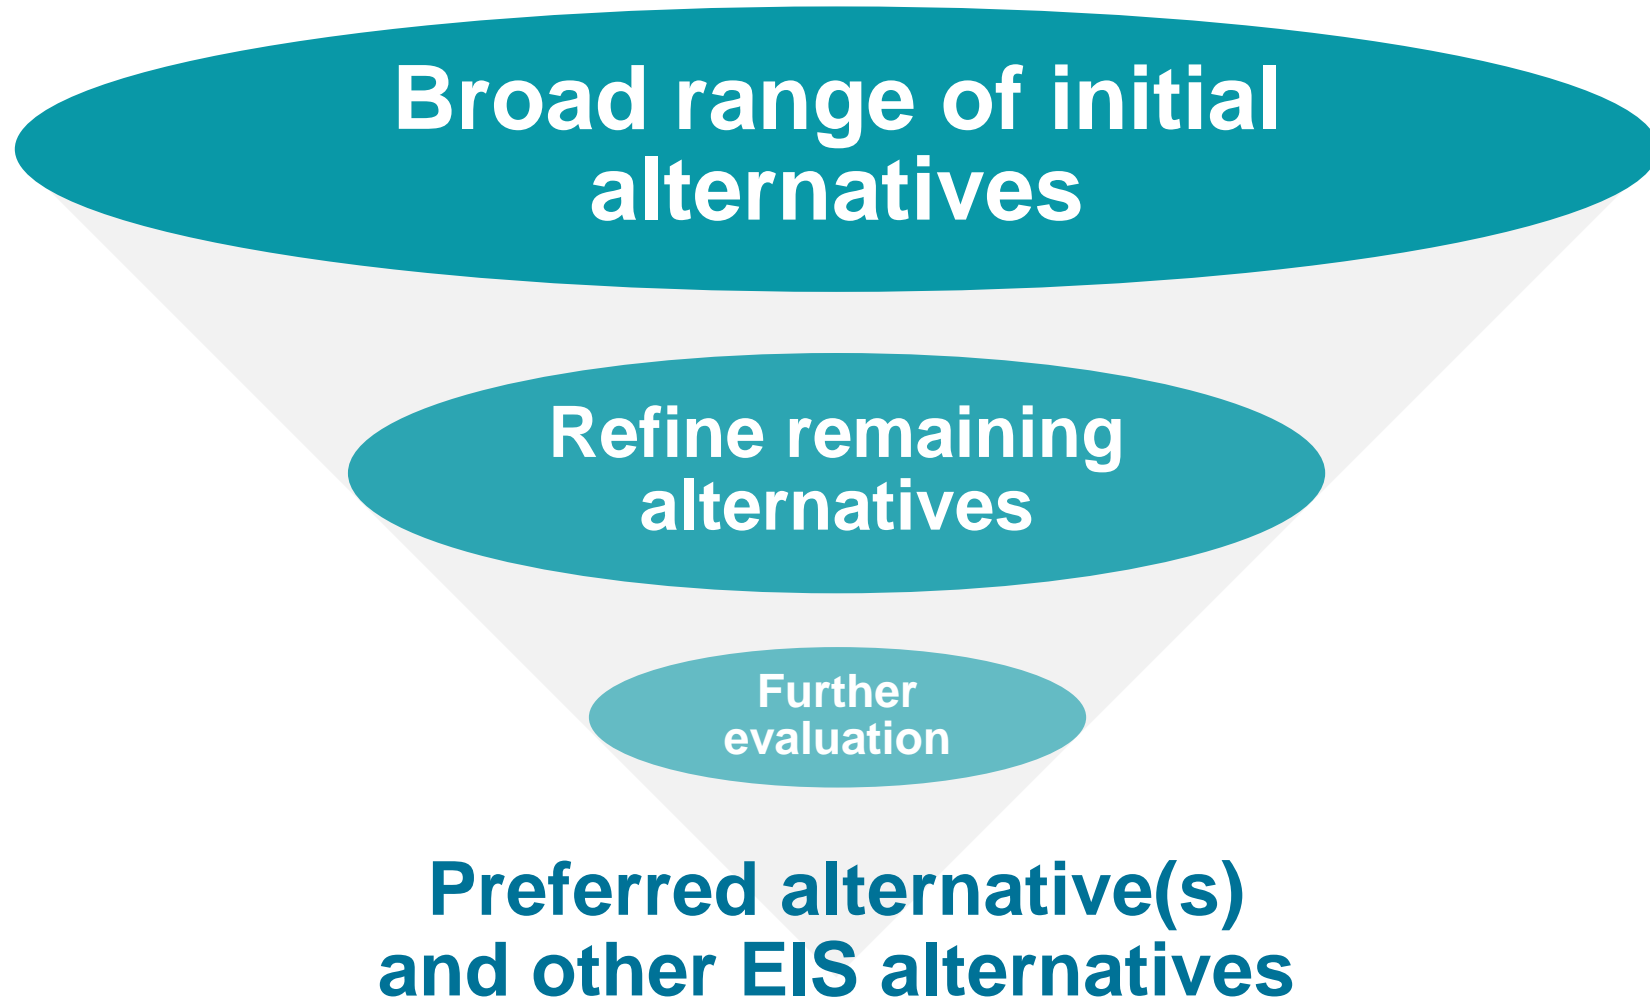 Broad range of initial
alternatives
Refine remaining
alternatives
Further
evaluation
Preferred alternative(s)
and other EIS alternatives